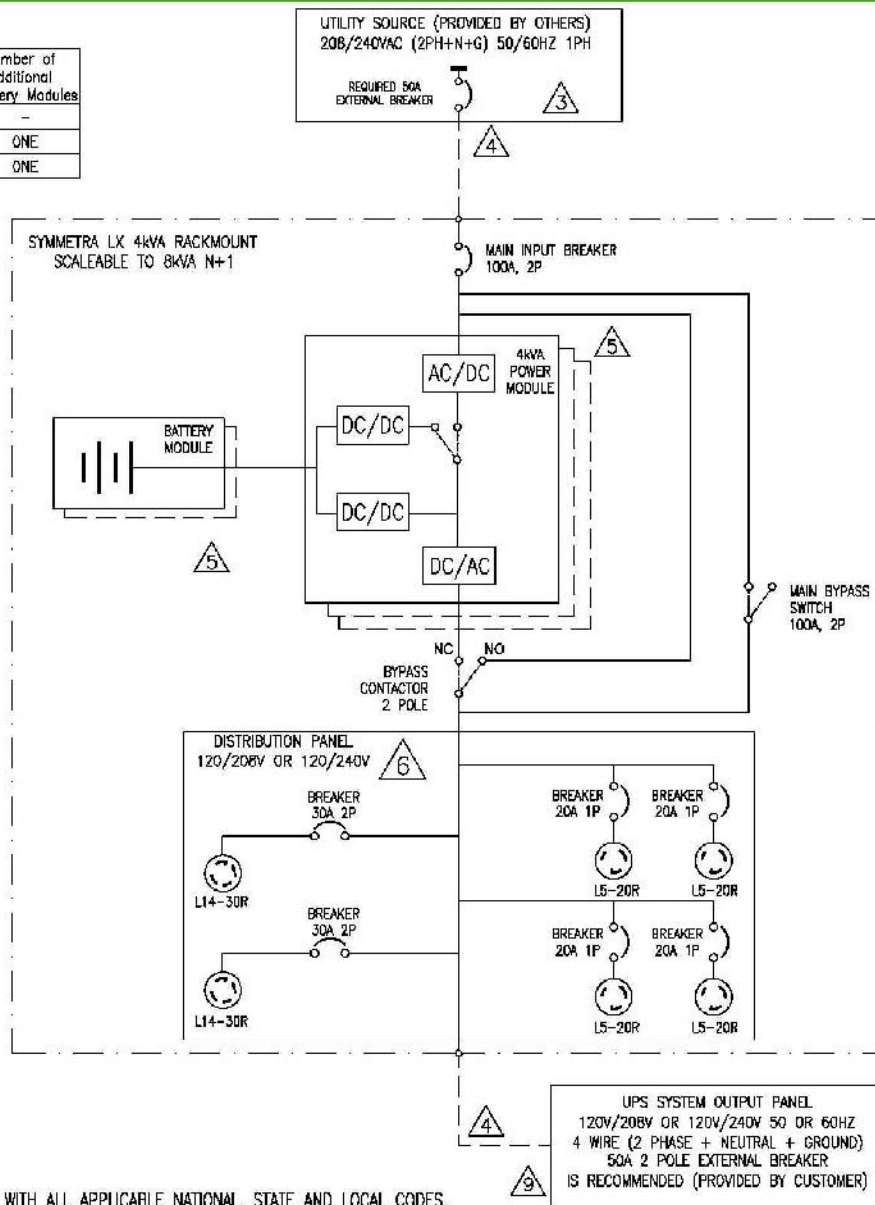 UTILITY SOURCE (PROVIDED BY OTHERS)
208/240VAC (2PH+N+G) 50/60HZ 1PH
REQUIRED 50A
EXTERNAL BREAKER
3
4
mber of
dditional
ery Modules
-
ONE
ONE
SYMMETRA LX 4kVA RACKMOUNT
SCALEABLE TO 8kVA N+1
MAIN INPUT BREAKER
100A, 2P
5
4kVA
POWER
MODULE
AC/DC
DC/DC
BATTERY
MODULE
DC/DC
5
DC/AC
MAIN BYPASS
SWITCH
100A, 2P
NC
NO
BYPASS
CONTACTOR
2 POLE
DISTRIBUTION PANEL
120/208V OR 120/240V
6
BREAKER
30A 2P
BREAKER
20A 1P
BREAKER
20A 1P
L14-30R
L5-20R
L5-20R
BREAKER
30A 2P
BREAKER
20A 1P
BREAKER
20A 1P
L14-30R
L5-20R
L5-20R
4
9
UPS SYSTEM OUTPUT PANEL
120V/208V OR 120V/240V 50 OR 60HZ
4 WIRE (2 PHASE + NEUTRAL + GROUND)
50A 2 POLE EXTERNAL BREAKER
IS RECOMMENDED (PROVIDED BY CUSTOMER)
WITH ALL APPLICABLE NATIONAL, STATE AND LOCAL CODES